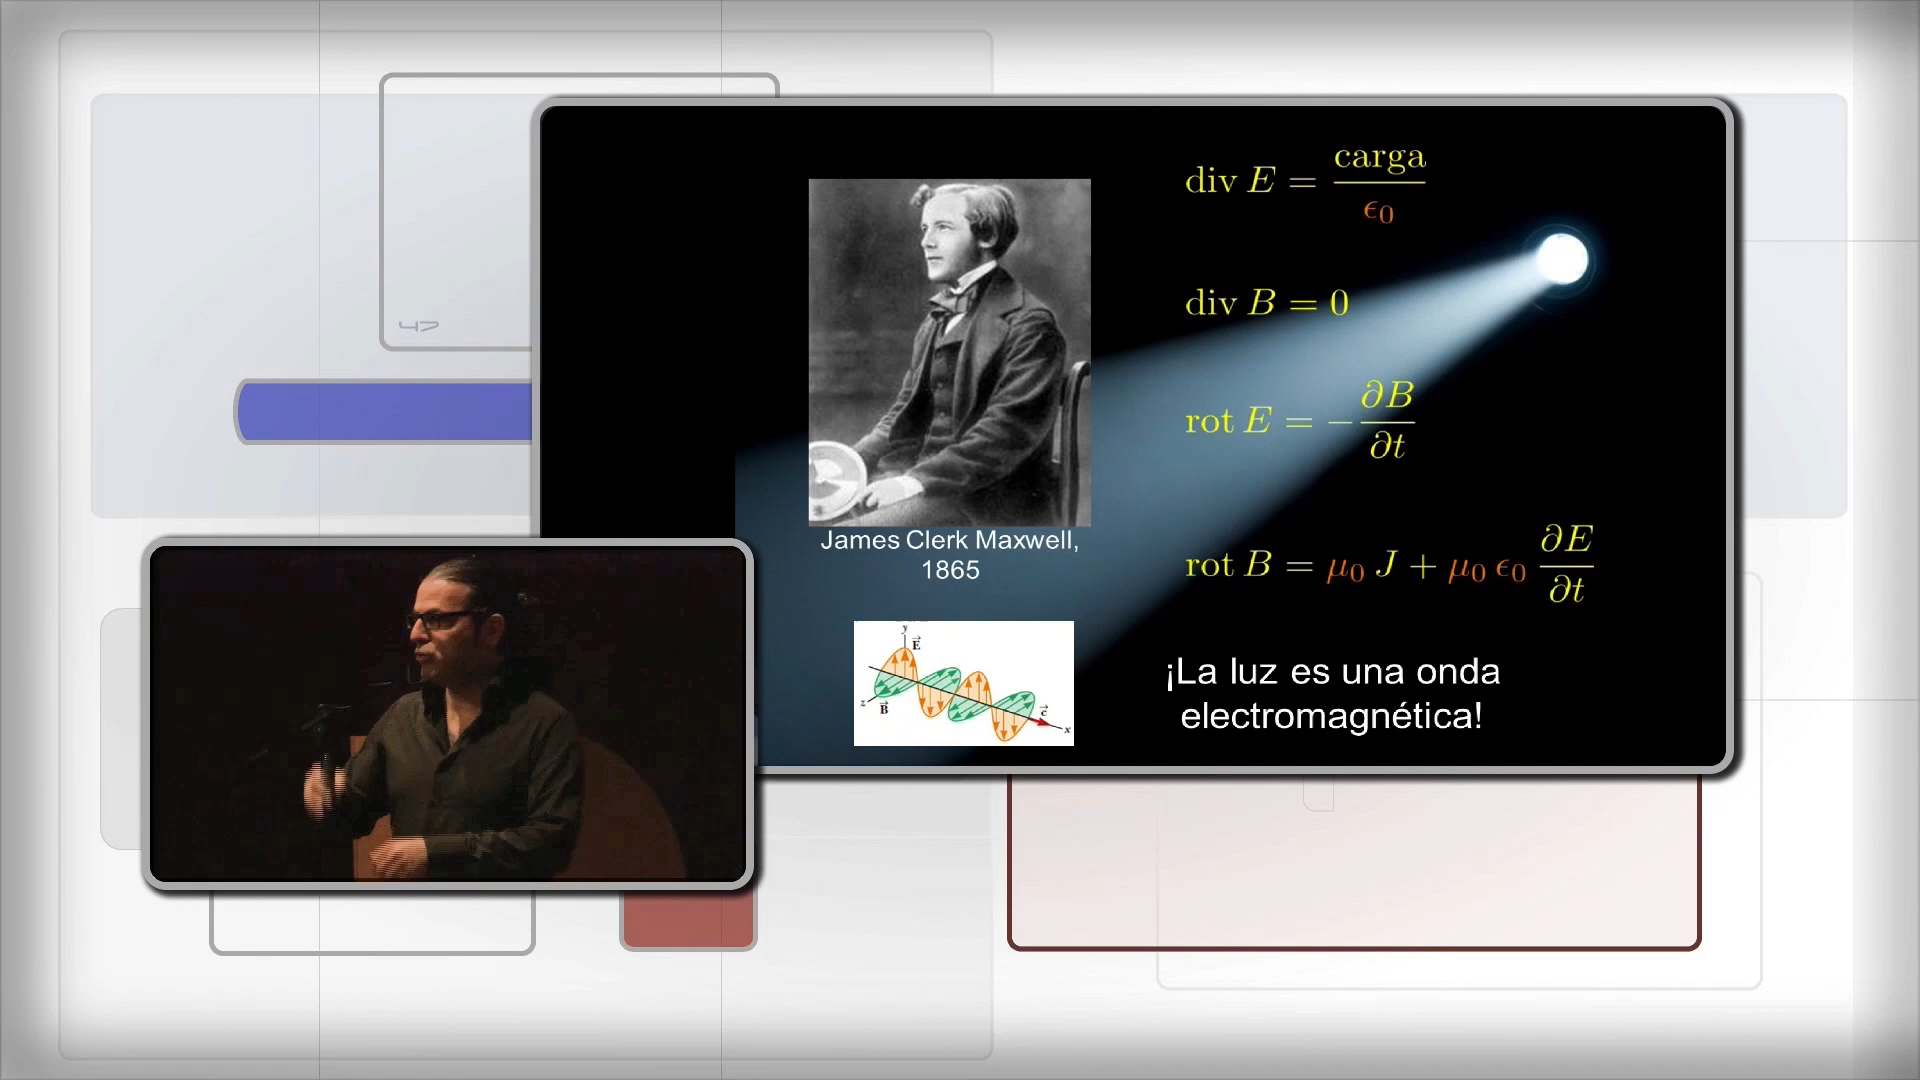 div E = carga / ϵ₀
div B = 0
rot E = − ∂B / ∂t
rot B = μ₀ J + μ₀ ϵ₀ ∂E / ∂t
James Clerk Maxwell,
1865
y
E⃗
z
B⃗
c⃗
x
¡La luz es una onda
electromagnética!
47